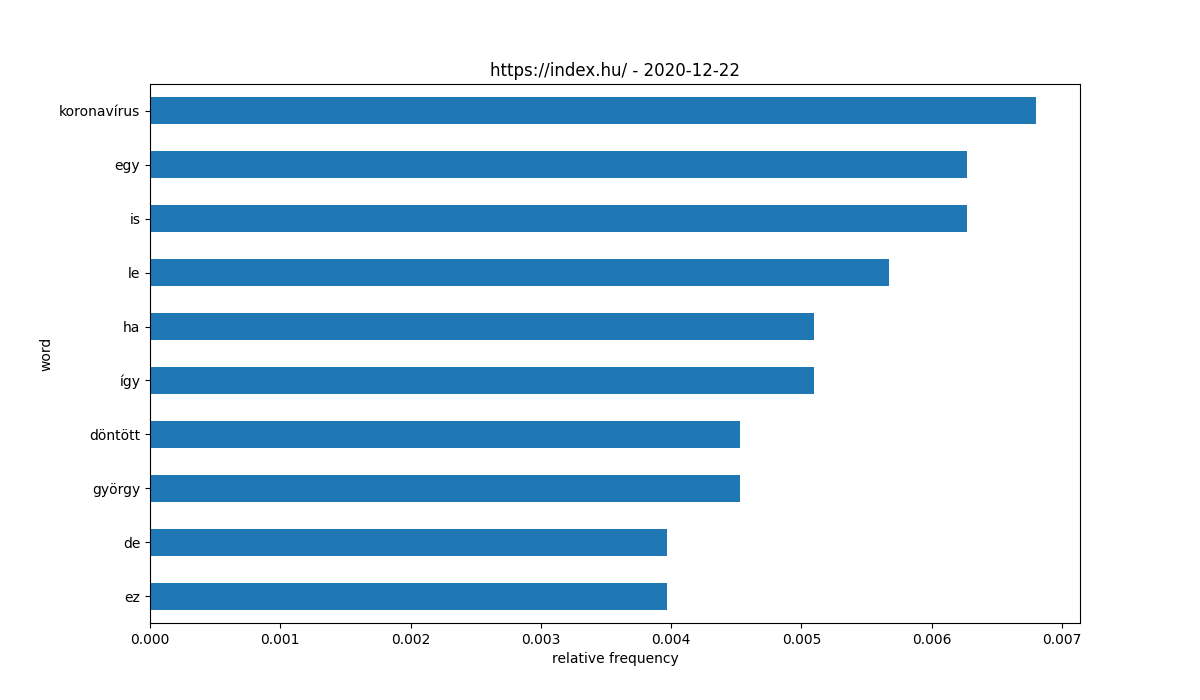 https://index.hu/ - 2020-12-22
koronavírus
egy
is
le
ha
így
döntött
györgy
de
ez
word
0.000 0.001 0.002 0.003 0.004 0.005 0.006 0.007
relative frequency